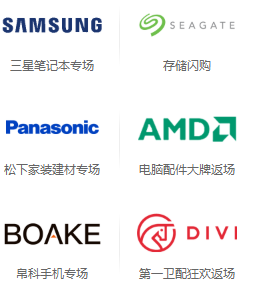 SAMSUNG
SEAGATE
三星笔记本专场
存储闪购
Panasonic
AMD
松下家装建材专场
电脑配件大牌返场
BOAKE
DIVI
帛科手机专场
第一卫配狂欢返场